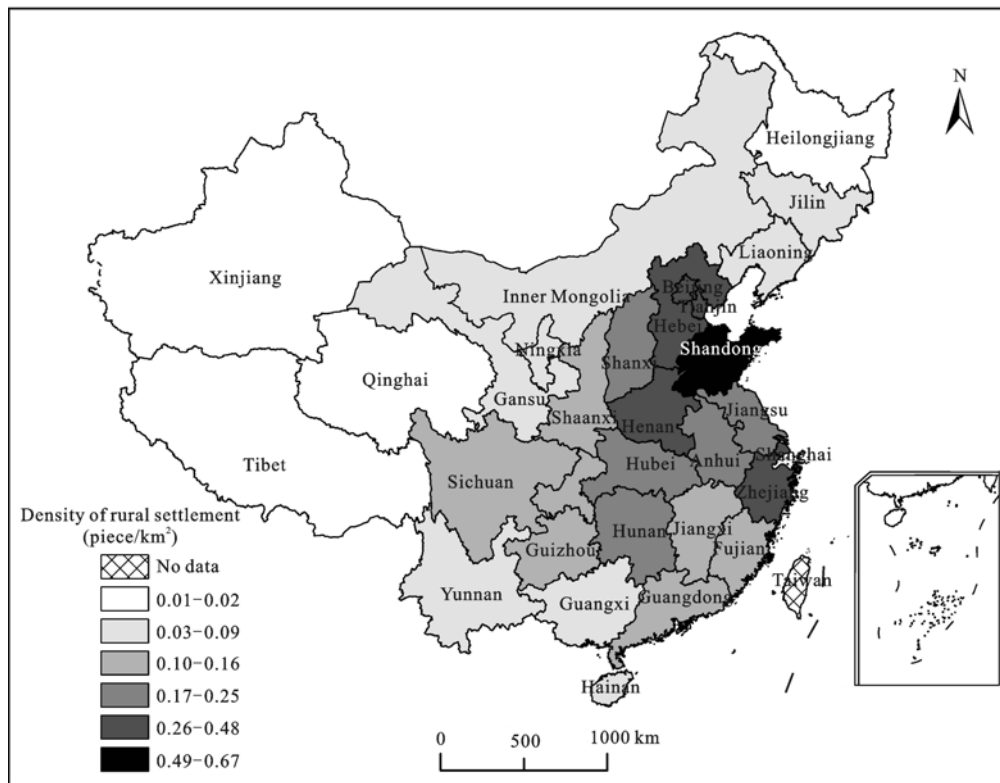 N
Heilongjiang
Jilin
Liaoning
Xinjiang
Inner Mongolia
Beijing
Tianjin
Hebei
Shandong
Ningxia
Shanxi
Qinghai
Gansu
Shaanxi
Henan
Jiangsu
Tibet
Sichuan
Hubei
Anhui
Shanghai
Zhejiang
Hunan
Jiangxi
Fujian
Guizhou
Yunnan
Guangxi
Guangdong
Taiwan
Hainan
Density of rural settlement
(piece/km²)
No data
0.01-0.02
0.03-0.09
0.10-0.16
0.17-0.25
0.26-0.48
0.49-0.67
0 500 1000 km